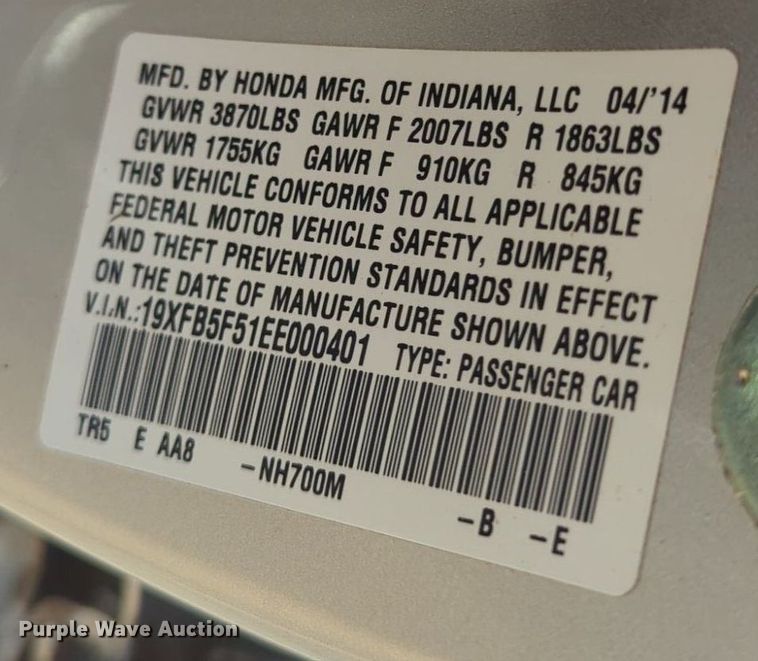 MFD. BY HONDA MFG. OF INDIANA, LLC 04/'14
GVWR 3870LBS GAWR F 2007LBS R 1863LBS
GVWR 1755KG GAWR F 910KG R 845KG
THIS VEHICLE CONFORMS TO ALL APPLICABLE
FEDERAL MOTOR VEHICLE SAFETY, BUMPER,
AND THEFT PREVENTION STANDARDS IN EFFECT
ON THE DATE OF MANUFACTURE SHOWN ABOVE.
V.I.N.:19XFB5F51EE000401 TYPE: PASSENGER CAR
TR5 E AA8 -NH700M -B -E
Purple Wave Auction